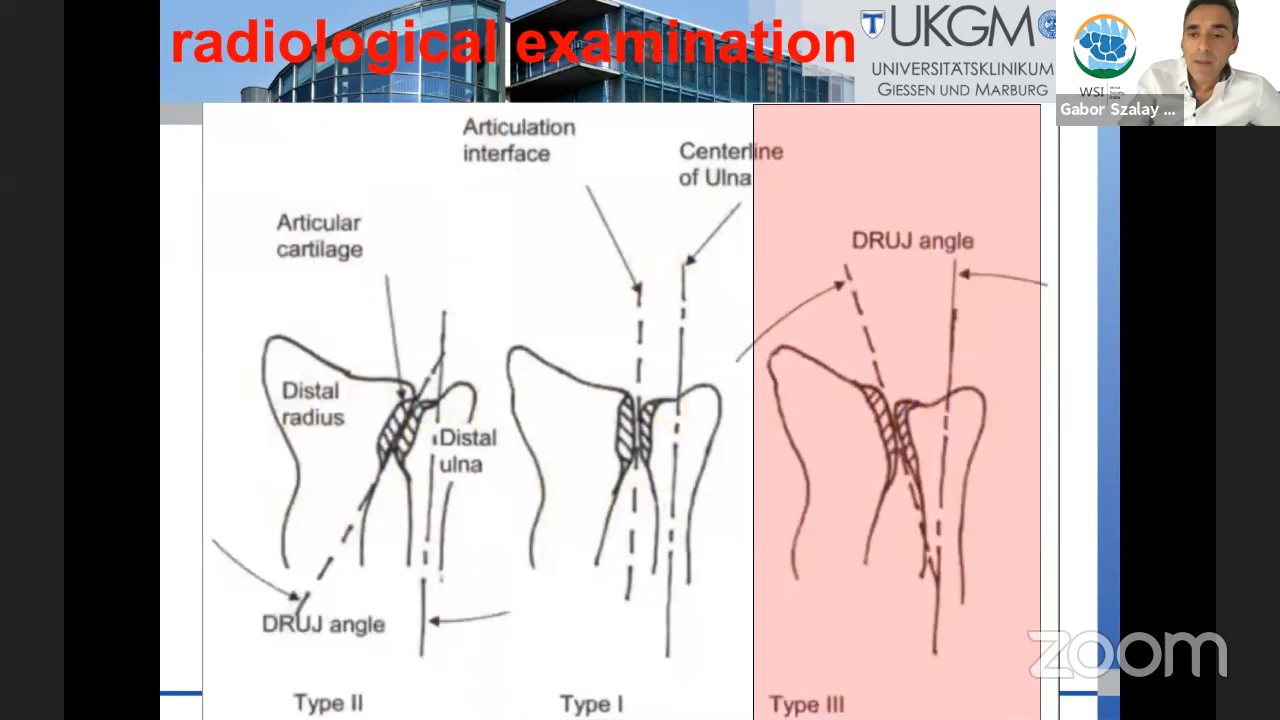 radiological examination
UKGM
UNIVERSITÄTSKLINIKUM
GIESSEN UND MARBURG
WSI
Gabor Szalay ...
Articulation
interface
Centerline
of Ulna
Articular
cartilage
DRUJ angle
Distal
radius
Distal
ulna
DRUJ angle
Type II
Type I
Type III
zoom